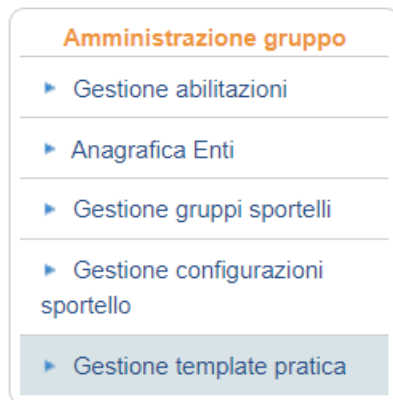 Amministrazione gruppo
Gestione abilitazioni
Anagrafica Enti
Gestione gruppi sportelli
Gestione configurazioni
sportello
Gestione template pratica